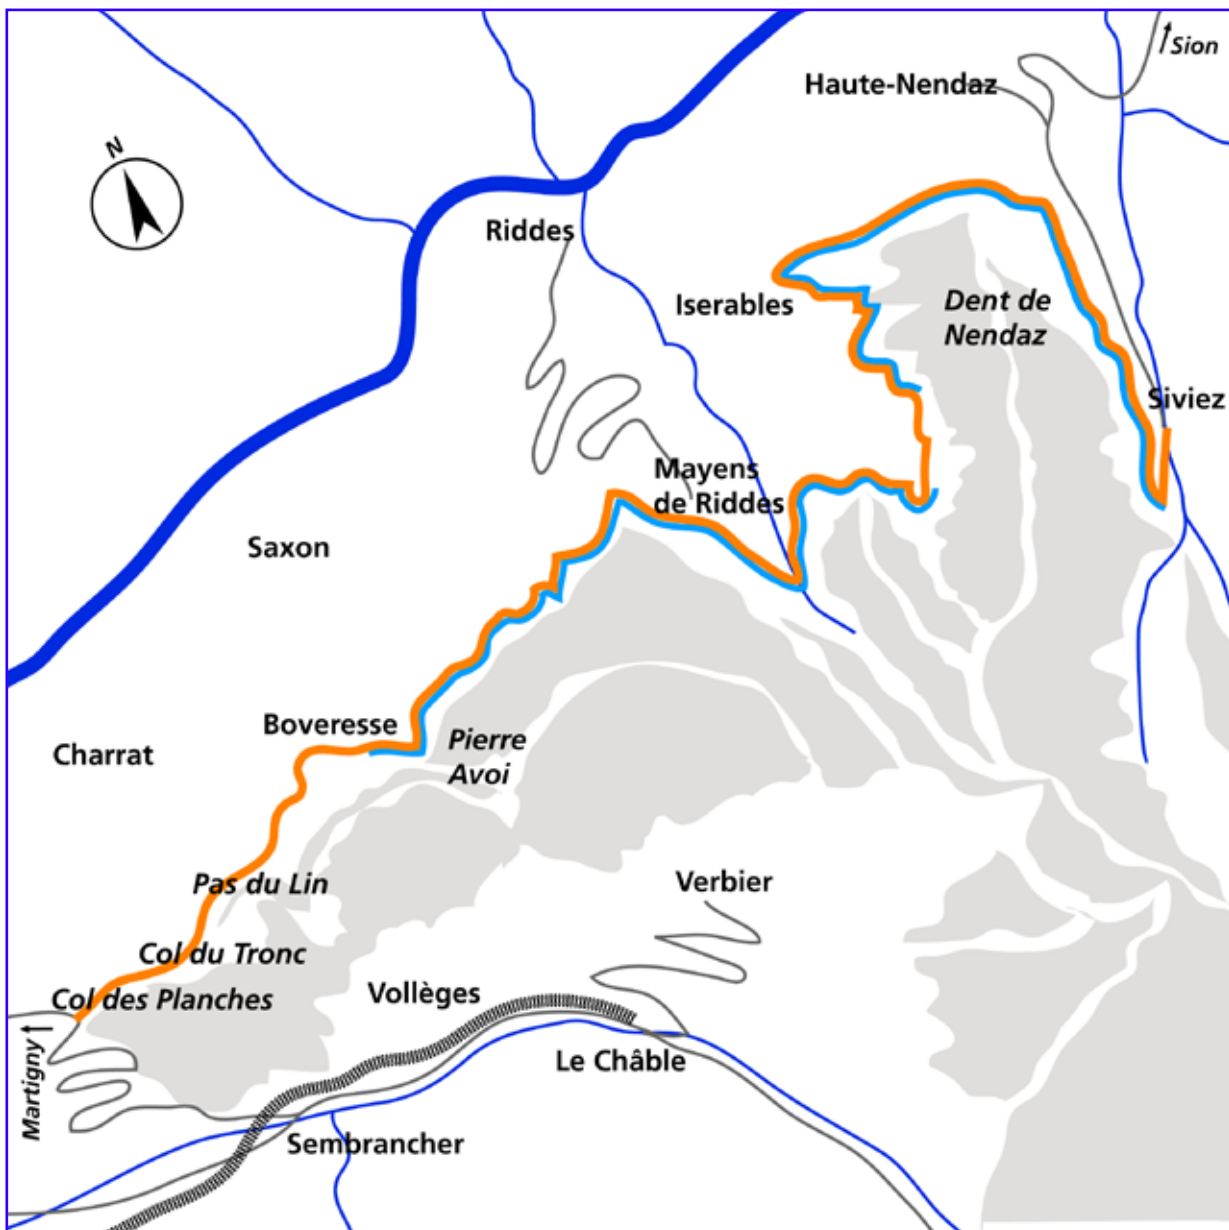 Sion
Haute-Nendaz
N
Riddes
Iserables
Dent de
Nendaz
Siviez
Mayens
de Riddes
Saxon
Boveresse
Pierre
Avoi
Charrat
Pas du Lin
Verbier
Col du Tronc
Col des Planches
Vollèges
Le Châble
Martigny
Sembrancher